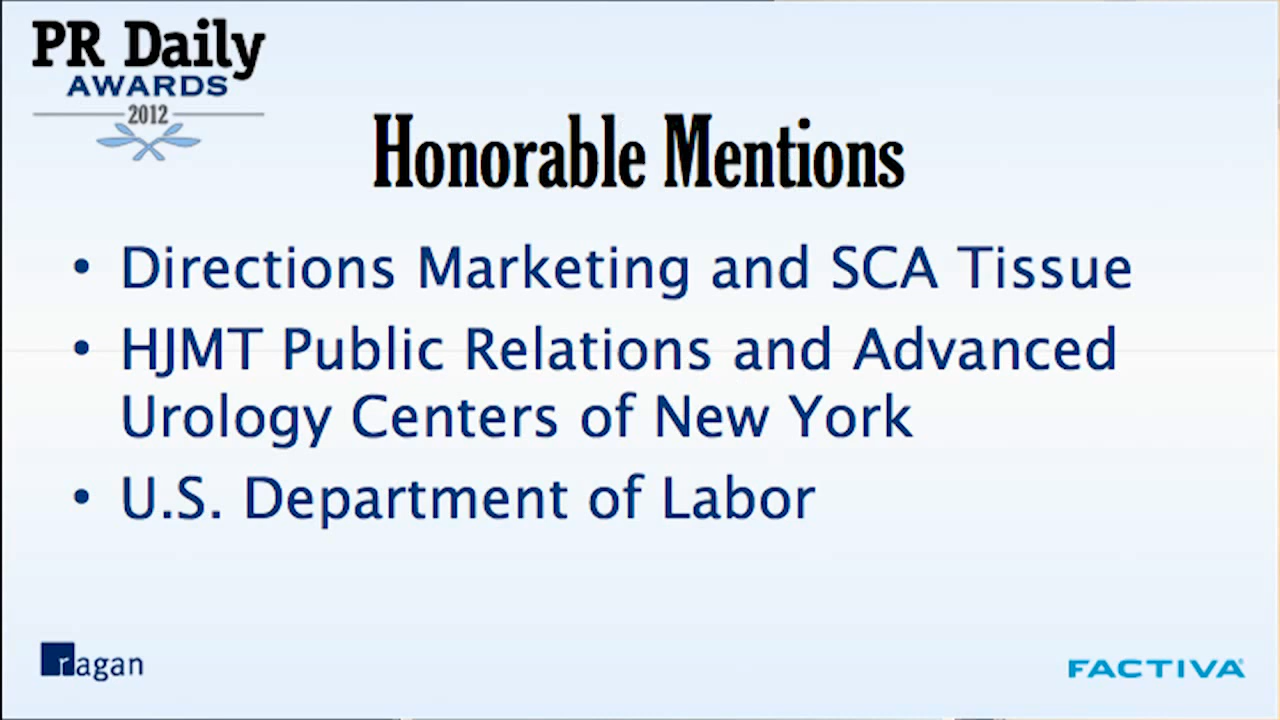 PR Daily
AWARDS
2012
Honorable Mentions
• Directions Marketing and SCA Tissue
• HJMT Public Relations and Advanced
Urology Centers of New York
• U.S. Department of Labor
ragan
FACTIVA®